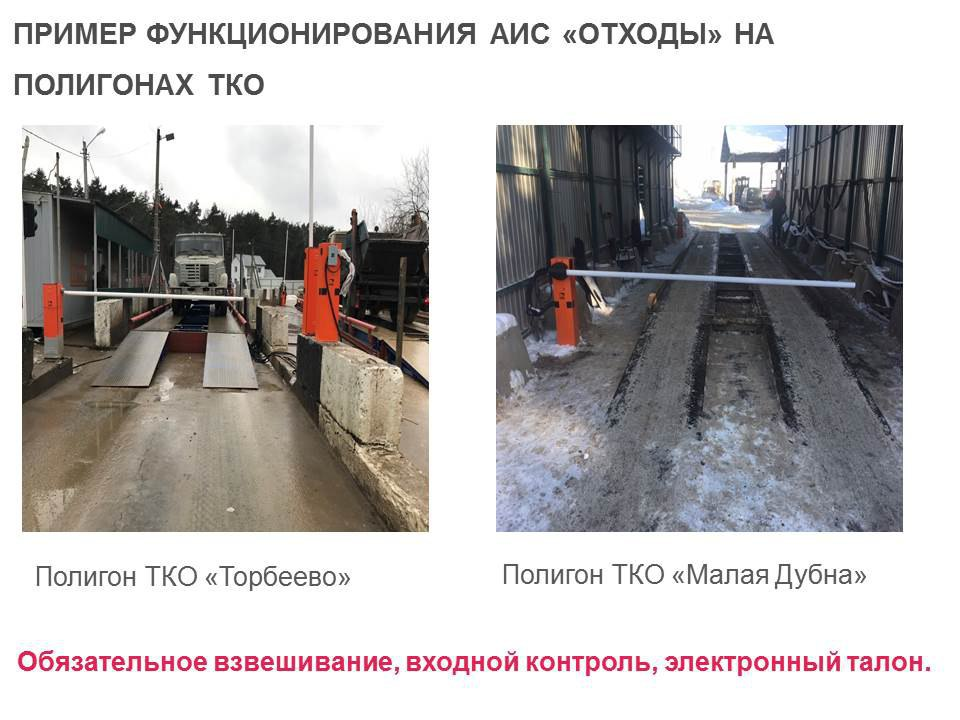 ПРИМЕР ФУНКЦИОНИРОВАНИЯ АИС «ОТХОДЫ» НА
ПОЛИГОНАХ ТКО
Полигон ТКО «Торбеево»
Полигон ТКО «Малая Дубна»
Обязательное взвешивание, входной контроль, электронный талон.